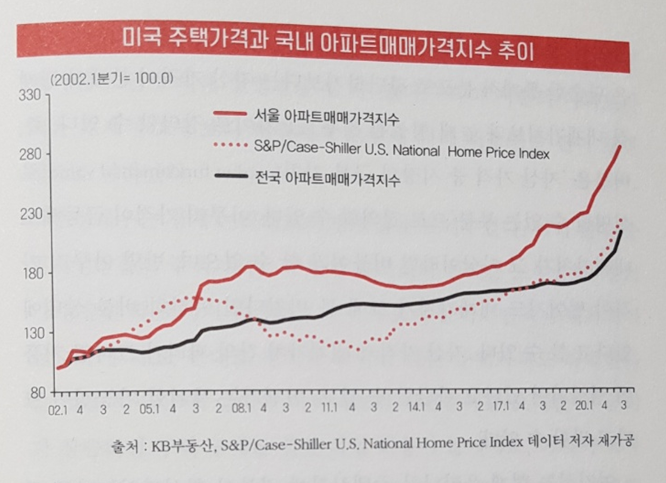 미국 주택가격과 국내 아파트매매가격지수 추이
(2002.1분기= 100.0)
330
280
230
180
130
80
서울 아파트매매가격지수
S&P/Case-Shiller U.S. National Home Price Index
전국 아파트매매가격지수
02.1 4 3 2 05.1 4 3 2 08.1 4 3 2 11.1 4 3 2 14.1 4 3 2 17.1 4 3 2 20.1 4 3
출처 : KB부동산, S&P/Case-Shiller U.S. National Home Price Index 데이터 저자 재가공